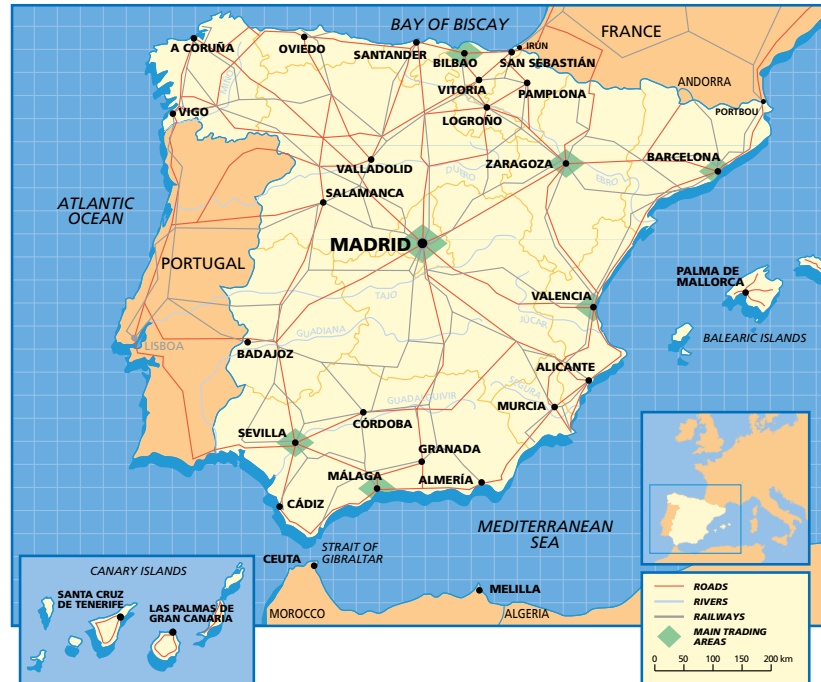 BAY OF BISCAY
FRANCE
A CORUÑA
OVIEDO
SANTANDER
BILBAO
IRÚN
SAN SEBASTIÁN
VITORIA
PAMPLONA
ANDORRA
MIÑO
VIGO
LOGROÑO
PORTBOU
VALLADOLID
ZARAGOZA
BARCELONA
DUERO
EBRO
SALAMANCA
ATLANTIC
OCEAN
MADRID
PORTUGAL
PALMA DE
MALLORCA
TAJO
VALENCIA
JÚCAR
GUADIANA
LISBOA
BALEARIC ISLANDS
BADAJOZ
ALICANTE
SEGURA
GUADALQUIVIR
MURCIA
CÓRDOBA
SEVILLA
GRANADA
MÁLAGA
ALMERÍA
CÁDIZ
MEDITERRANEAN
SEA
STRAIT OF
GIBRALTAR
CEUTA
MELILLA
MOROCCO
ALGERIA
CANARY ISLANDS
SANTA CRUZ
DE TENERIFE
LAS PALMAS DE
GRAN CANARIA
ROADS
RIVERS
RAILWAYS
MAIN TRADING
AREAS
0 50 100 150 200 km